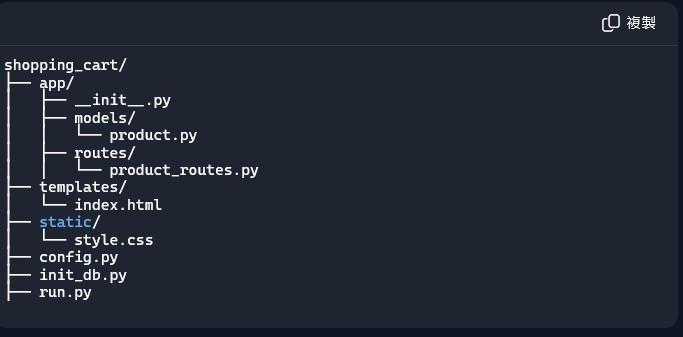 複製
shopping_cart/
├── app/
│   ├── __init__.py
│   ├── models/
│   │   └── product.py
│   ├── routes/
│   │   └── product_routes.py
├── templates/
│   └── index.html
├── static/
│   └── style.css
├── config.py
├── init_db.py
├── run.py